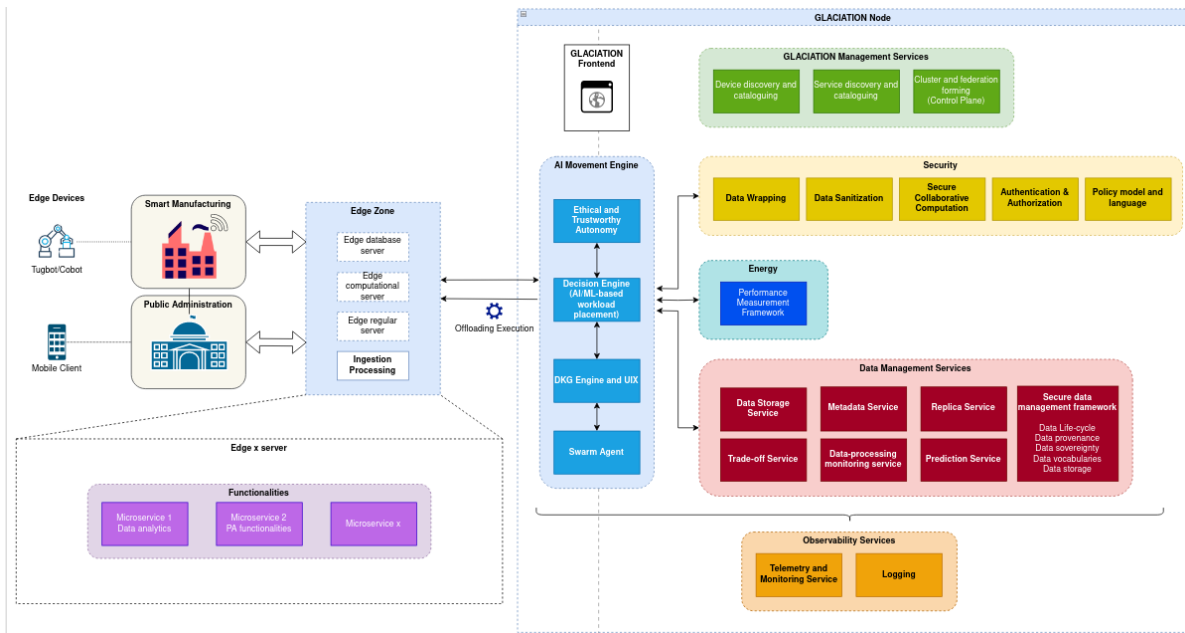 GLACIATION Node
GLACIATION
Frontend
GLACIATION Management Services
Device discovery and
cataloguing
Service discovery and
cataloguing
Cluster and federation
forming
(Control Plane)
Edge Devices
Tugbot/Cobot
Mobile Client
Smart Manufacturing
Public Administration
Edge Zone
Edge database
server
Edge
computational
server
Edge regular
server
Ingestion
Processing
Offloading Execution
AI Movement Engine
Ethical and
Trustworthy
Autonomy
Decision Engine
(AI/ML-based
workload
placement)
DKG Engine and UIX
Swarm Agent
Security
Data Wrapping
Data Sanitization
Secure
Collaborative
Computation
Authentication &
Authorization
Policy model and
language
Energy
Performance
Measurement
Framework
Data Management Services
Data Storage
Service
Metadata Service
Replica Service
Secure data
management framework
Data Life-cycle
Data provenance
Data sovereignty
Data vocabularies
Data storage
Trade-off Service
Data-processing
monitoring service
Prediction Service
Edge x server
Functionalities
Microservice 1
Data analytics
Microservice 2
PA functionalities
Microservice x
Observability Services
Telemetry and
Monitoring Service
Logging